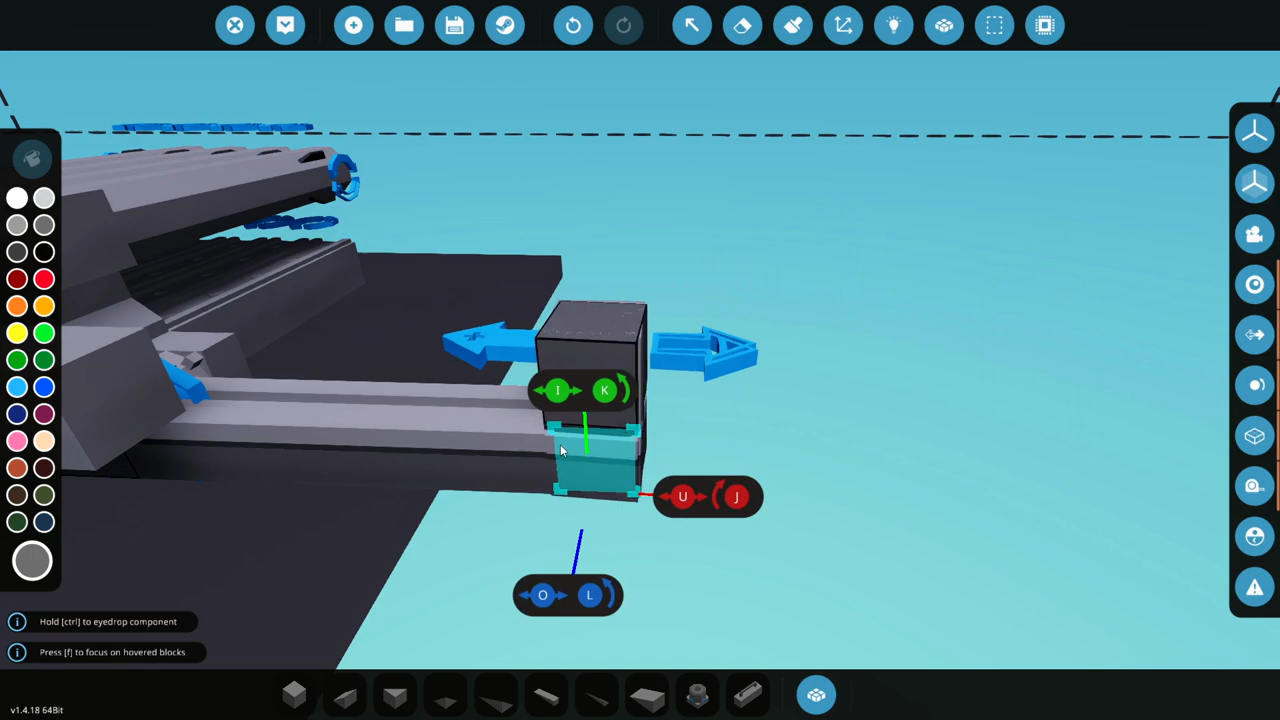 I K
U J
O L
Hold [ctrl] to eyedrop component
Press [f] to focus on hovered blocks
v1.4.18 64Bit